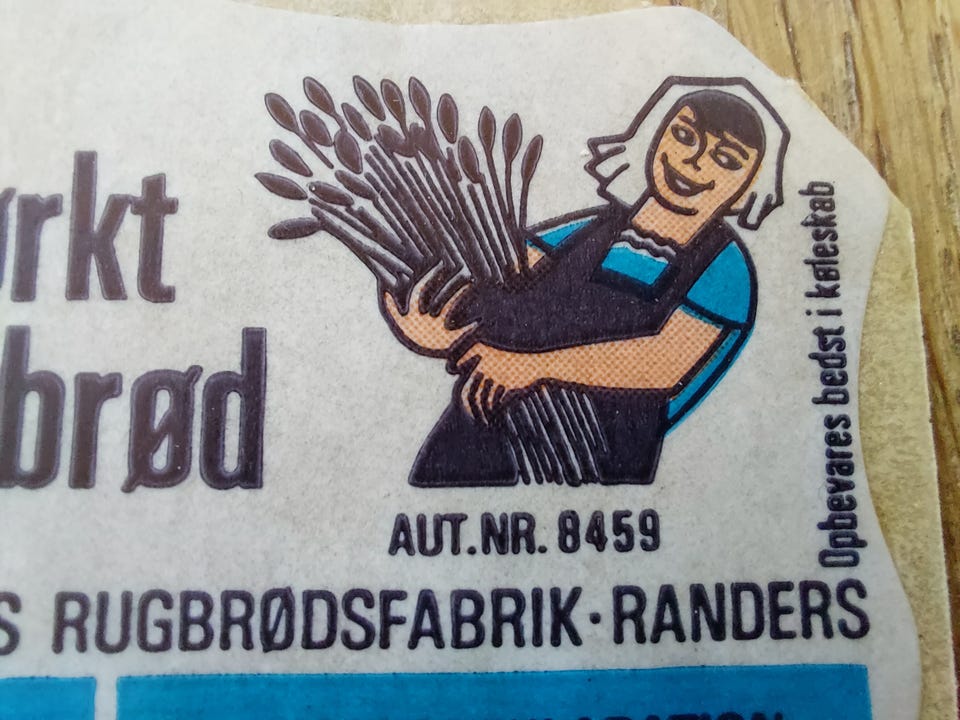 ørkt
brød
AUT.NR. 8459
S RUGBRØDSFABRIK·RANDERS
Opbevares bedst i køleskab